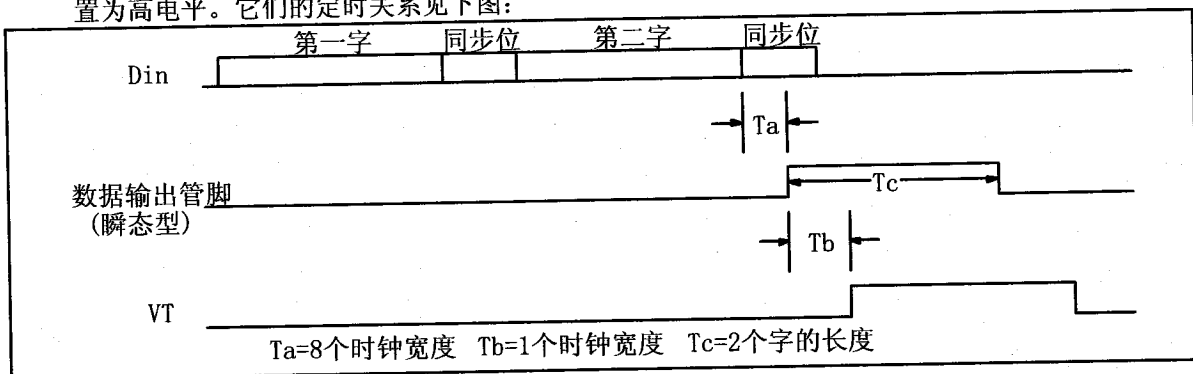 置为高电平。它们的定时关系见下图:
第一字 同步位 第二字 同步位
Din
Ta
数据输出管脚
(瞬态型)
Tc
Tb
VT
Ta=8个时钟宽度 Tb=1个时钟宽度 Tc=2个字的长度